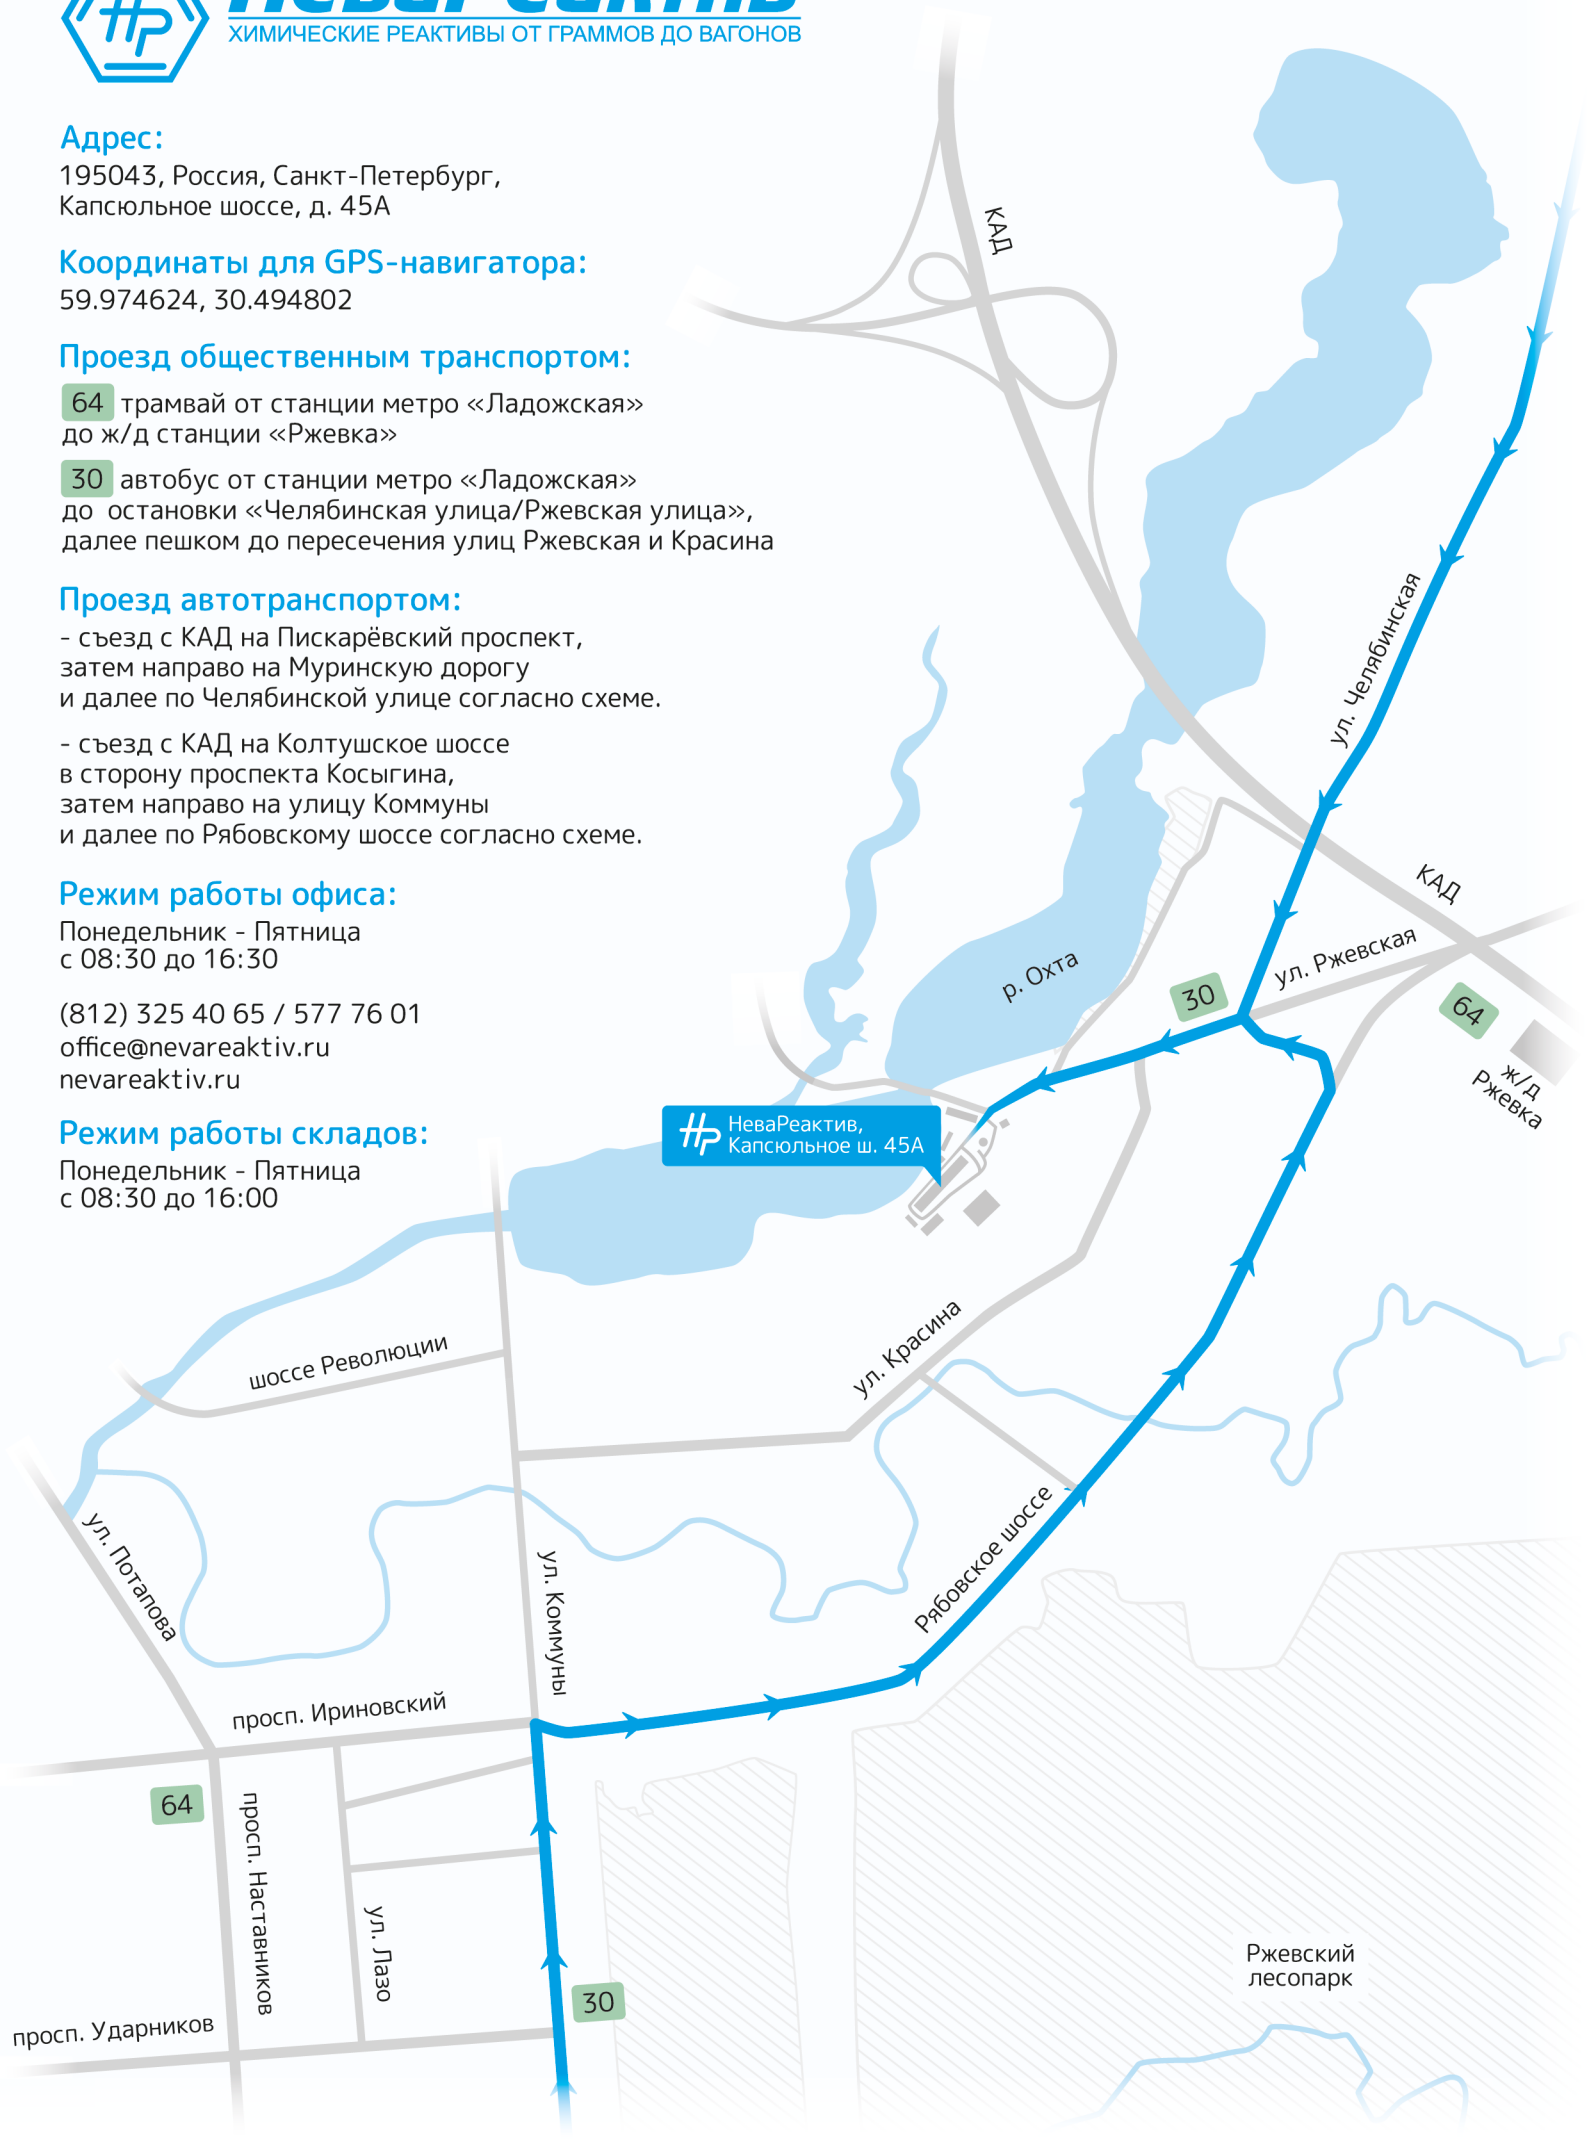 НеваРеактив
ХИМИЧЕСКИЕ РЕАКТИВЫ ОТ ГРАММОВ ДО ВАГОНОВ
Адрес:
195043, Россия, Санкт-Петербург,
Капсюльное шоссе, д. 45А
Координаты для GPS-навигатора:
59.974624, 30.494802
Проезд общественным транспортом:
64 трамвай от станции метро «Ладожская»
до ж/д станции «Ржевка»
30 автобус от станции метро «Ладожская»
до остановки «Челябинская улица/Ржевская улица»,
далее пешком до пересечения улиц Ржевская и Красина
Проезд автотранспортом:
- съезд с КАД на Пискарёвский проспект,
затем направо на Муринскую дорогу
и далее по Челябинской улице согласно схеме.
- съезд с КАД на Колтушское шоссе
в сторону проспекта Косыгина,
затем направо на улицу Коммуны
и далее по Рябовскому шоссе согласно схеме.
Режим работы офиса:
Понедельник - Пятница
с 08:30 до 16:30
(812) 325 40 65 / 577 76 01
office@nevareaktiv.ru
nevareaktiv.ru
Режим работы складов:
Понедельник - Пятница
с 08:30 до 16:00
КАД
ул. Челябинская
КАД
ул. Ржевская
р. Охта
30
64
ж/д
Ржевка
НР
НеваРеактив,
Капсюльное ш. 45А
ул. Красина
шоссе Революции
Рябовское шоссе
ул. Потапова
ул. Коммуны
просп. Ириновский
64
просп. Наставников
ул. Лазо
30
просп. Ударников
Ржевский
лесопарк